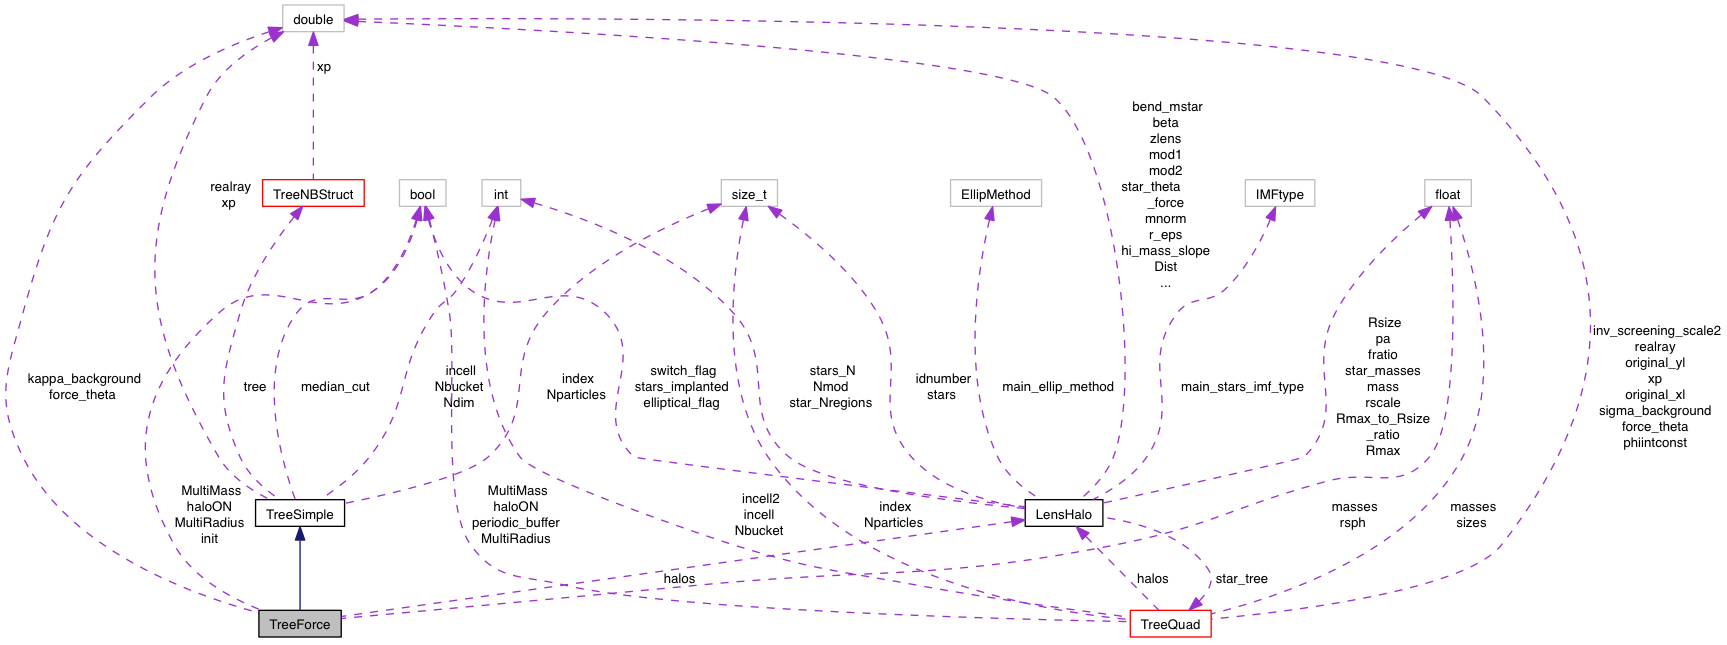 double
xp
bend_mstar
beta
zlens
mod1
mod2
star_theta
_force
mnorm
r_eps
hi_mass_slope
Dist
...
realray
xp
TreeNBStruct
bool
int
size_t
EllipMethod
IMFtype
float
kappa_background
force_theta
tree
median_cut
incell
Nbucket
Ndim
index
Nparticles
switch_flag
stars_implanted
elliptical_flag
stars_N
Nmod
star_Nregions
idnumber
stars
main_ellip_method
main_stars_imf_type
Rsize
pa
fratio
star_masses
mass
rscale
Rmax_to_Rsize
_ratio
Rmax
inv_screening_scale2
realray
original_yl
xp
original_xl
sigma_background
force_theta
phiintconst
MultiMass
haloON
MultiRadius
init
TreeSimple
MultiMass
haloON
periodic_buffer
MultiRadius
incell2
incell
Nbucket
index
Nparticles
LensHalo
masses
rsph
masses
sizes
halos
halos
star_tree
TreeForce
TreeQuad